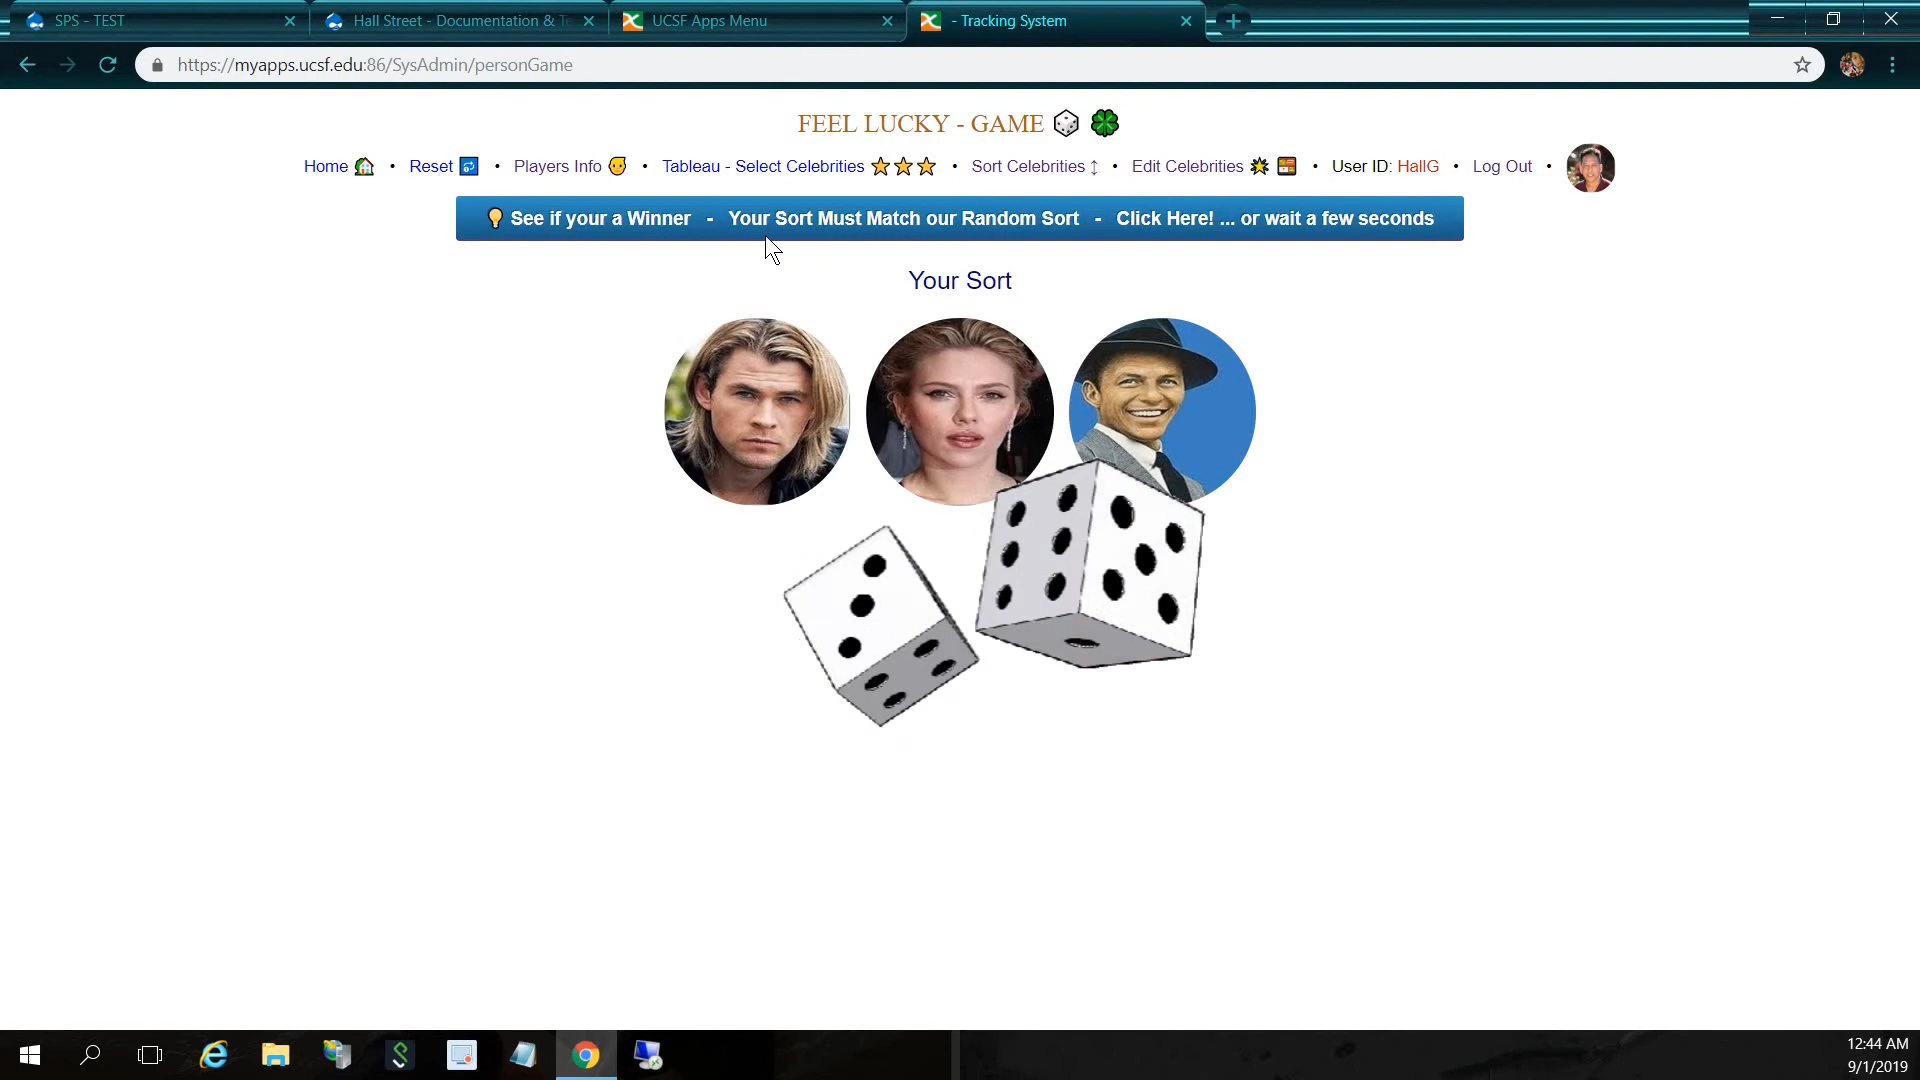 SPS - TEST
Hall Street - Documentation & Te
UCSF Apps Menu
- Tracking System
https://myapps.ucsf.edu:86/SysAdmin/personGame
FEEL LUCKY - GAME
Home • Reset • Players Info • Tableau - Select Celebrities • Sort Celebrities • Edit Celebrities • User ID: HallG • Log Out •
See if your a Winner - Your Sort Must Match our Random Sort - Click Here! ... or wait a few seconds
Your Sort
12:44 AM
9/1/2019